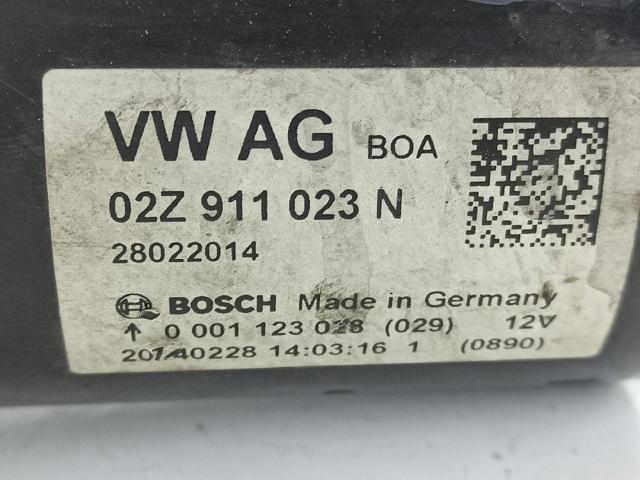 VW AG BOA
02Z 911 023 N
28022014
BOSCH Made in Germany
↑ 0 001 123 028 (029) 12V
20140228 14:03:16 1 (0890)